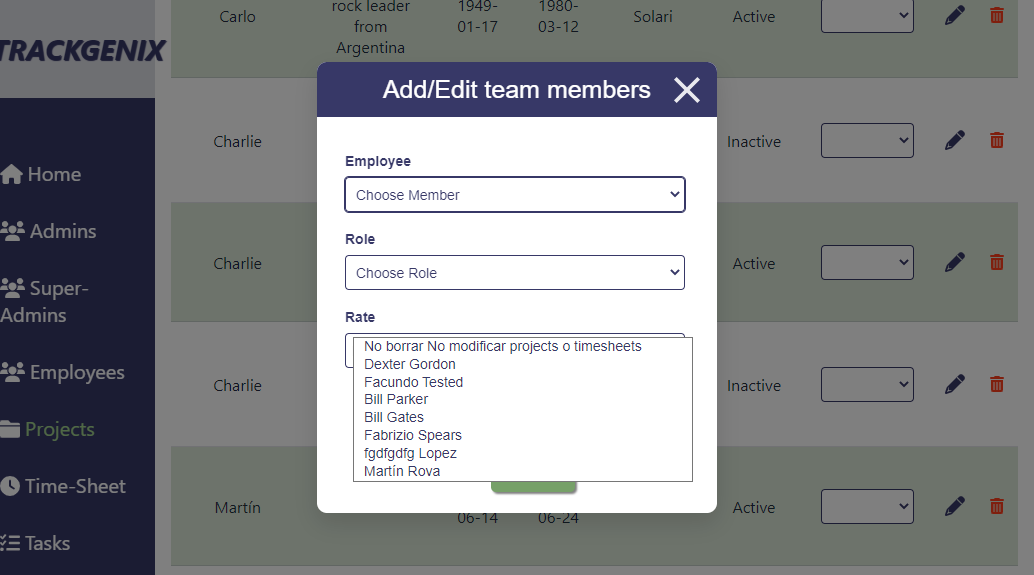 TRACKGENIX
Home
Admins
Super-
Admins
Employees
Projects
Time-Sheet
Tasks
Carlo
rock leader
from
Argentina
1949-
01-17
1980-
03-12
Solari
Active
Charlie
Inactive
Charlie
Active
Charlie
Inactive
Martín
06-14
06-24
Active
Add/Edit team members
Employee
Choose Member
Role
Choose Role
Rate
No borrar No modificar projects o timesheets
Dexter Gordon
Facundo Tested
Bill Parker
Bill Gates
Fabrizio Spears
fgdfgdfg Lopez
Martín Rova